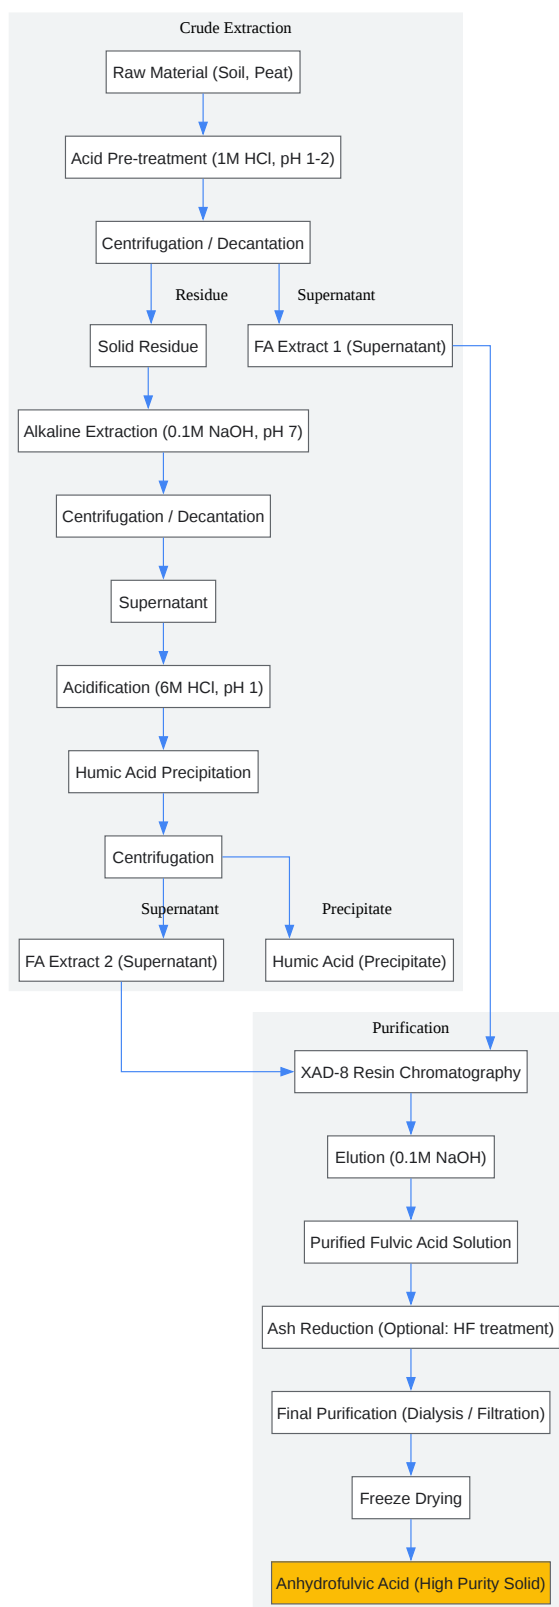 Crude Extraction
Raw Material (Soil, Peat)
Acid Pre-treatment (1M HCl, pH 1-2)
Centrifugation / Decantation
Residue
Supernatant
Solid Residue
FA Extract 1 (Supernatant)
Alkaline Extraction (0.1M NaOH, pH 7)
Centrifugation / Decantation
Supernatant
Acidification (6M HCl, pH 1)
Humic Acid Precipitation
Centrifugation
Supernatant
Precipitate
FA Extract 2 (Supernatant)
Humic Acid (Precipitate)
Purification
XAD-8 Resin Chromatography
Elution (0.1M NaOH)
Purified Fulvic Acid Solution
Ash Reduction (Optional: HF treatment)
Final Purification (Dialysis / Filtration)
Freeze Drying
Anhydrofulvic Acid (High Purity Solid)